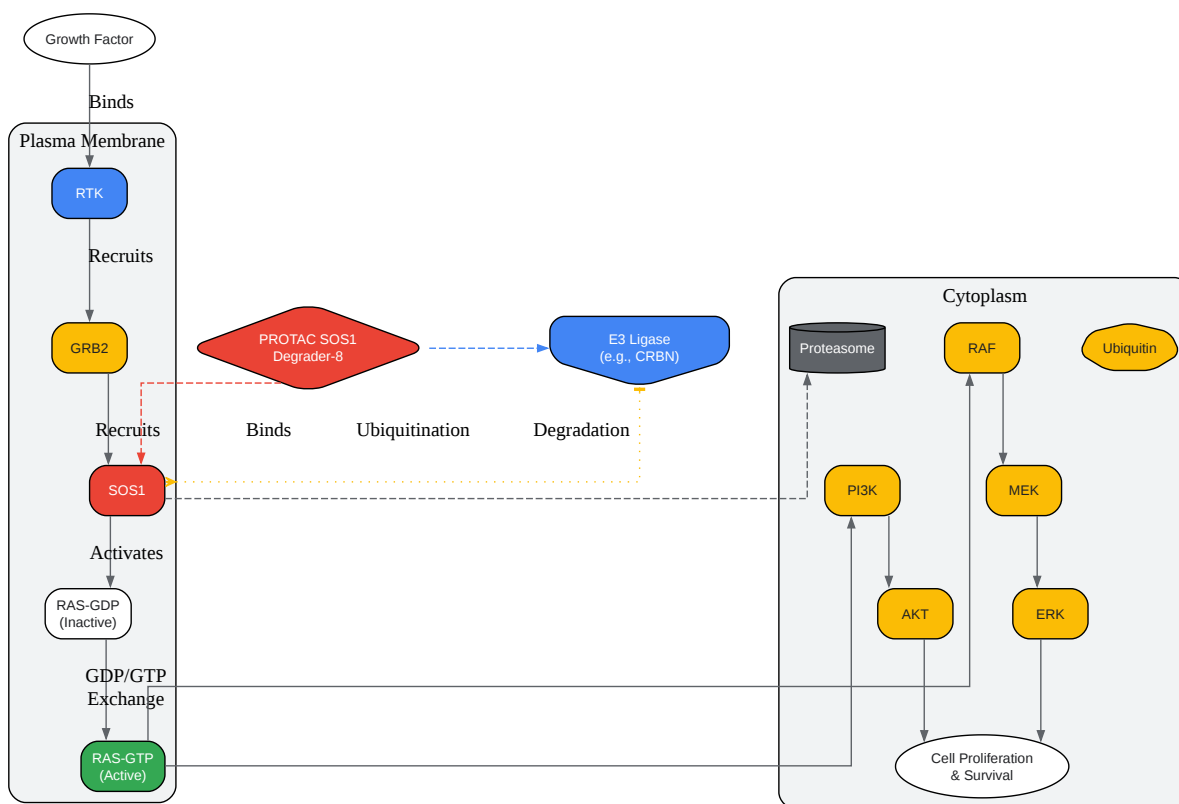 Growth Factor
Binds
Plasma Membrane
RTK
Recruits
GRB2
PROTAC SOS1
Degrader-8
E3 Ligase
(e.g., CRBN)
Cytoplasm
Proteasome
RAF
Ubiquitin
Recruits
Binds
Ubiquitination
Degradation
SOS1
PI3K
MEK
Activates
RAS-GDP
(Inactive)
AKT
ERK
GDP/GTP
Exchange
RAS-GTP
(Active)
Cell Proliferation
& Survival